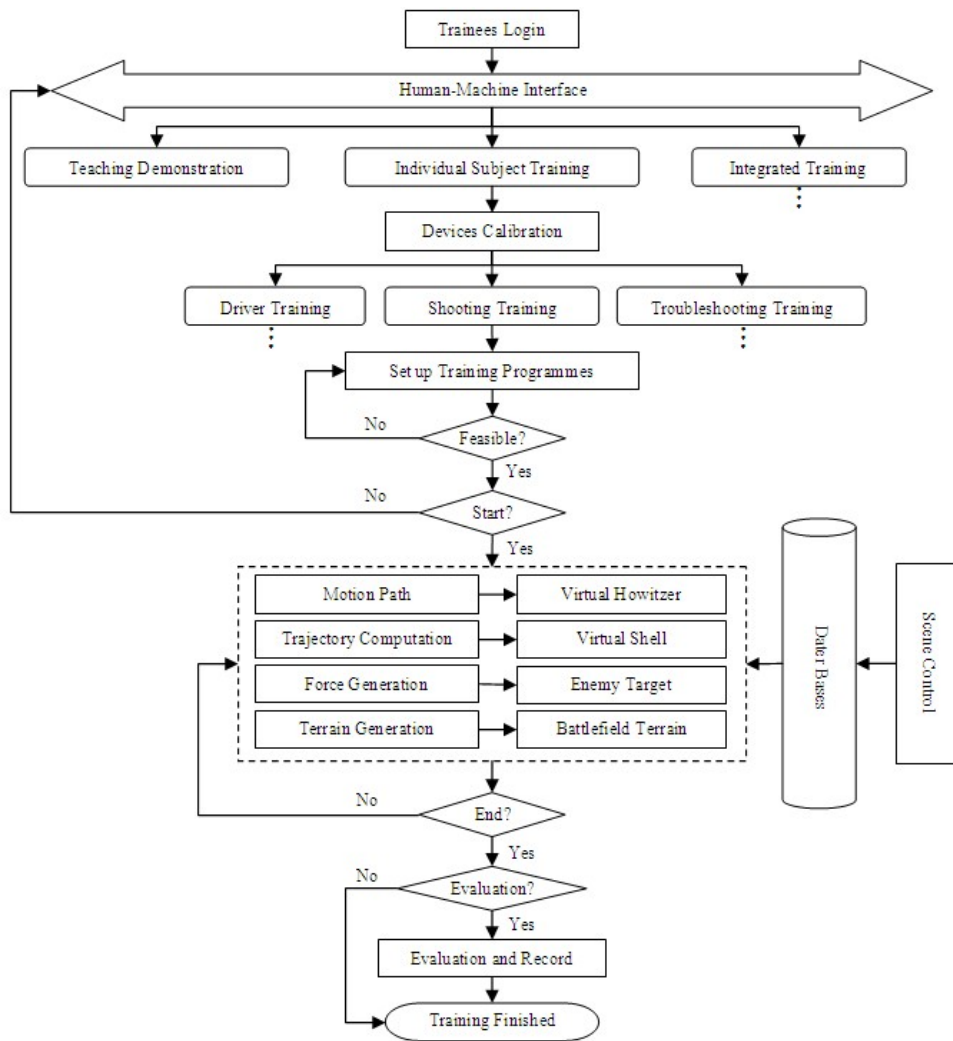 Trainees Login
Human-Machine Interface
Teaching Demonstration
Individual Subject Training
Integrated Training
Devices Calibration
Driver Training
Shooting Training
Troubleshooting Training
Set up Training Programmes
No
Feasible?
Yes
No
Start?
Yes
Motion Path
Virtual Howitzer
Trajectory Computation
Virtual Shell
Force Generation
Enemy Target
Terrain Generation
Battlefield Terrain
Dater Bases
Scene Control
No
End?
Yes
No
Evaluation?
Yes
Evaluation and Record
Training Finished